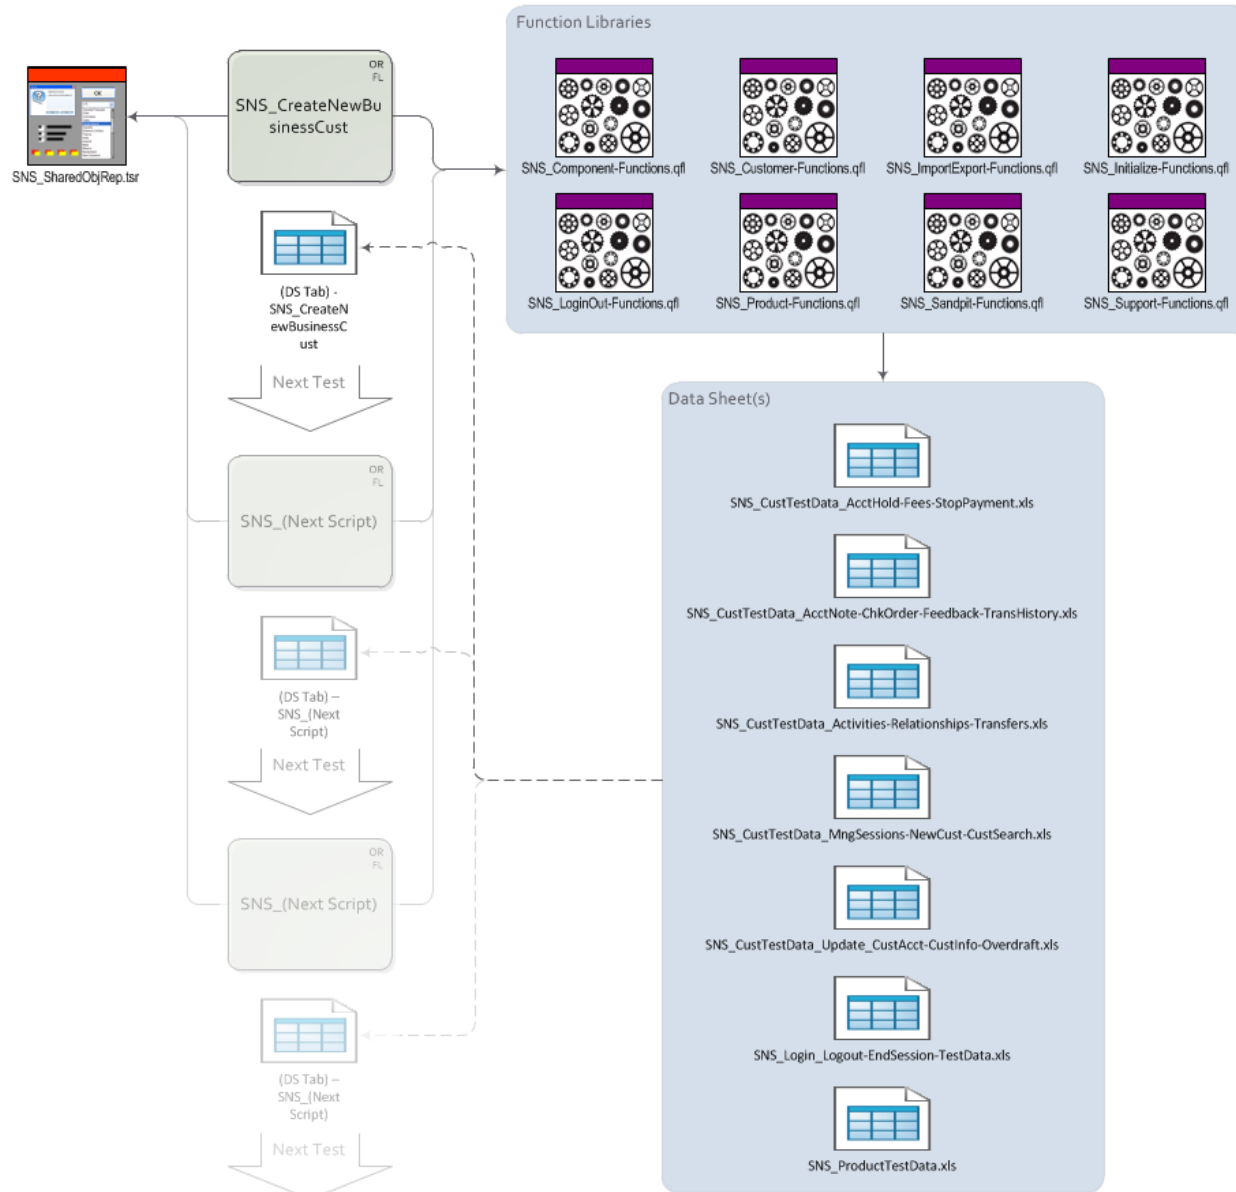 Function Libraries
OR
FL
SNS_CreateNewBu
sinessCust
SNS_SharedObjRep.tsr
SNS_Component-Functions.qfl
SNS_Customer-Functions.qfl
SNS_ImportExport-Functions.qfl
SNS_Initialize-Functions.qfl
SNS_LoginOut-Functions.qfl
SNS_Product-Functions.qfl
SNS_Sandpit-Functions.qfl
SNS_Support-Functions.qfl
(DS Tab) -
SNS_CreateN
ewBusinessC
ust
Next Test
Data Sheet(s)
SNS_CustTestData_AcctHold-Fees-StopPayment.xls
SNS_CustTestData_AcctNote-ChkOrder-Feedback-TransHistory.xls
SNS_CustTestData_Activities-Relationships-Transfers.xls
SNS_CustTestData_MngSessions-NewCust-CustSearch.xls
SNS_CustTestData_Update_CustAcct-CustInfo-Overdraft.xls
SNS_Login_Logout-EndSession-TestData.xls
SNS_ProductTestData.xls
OR
FL
SNS_(Next Script)
(DS Tab) –
SNS_(Next
Script)
Next Test
OR
FL
SNS_(Next Script)
(DS Tab) –
SNS_(Next
Script)
Next Test